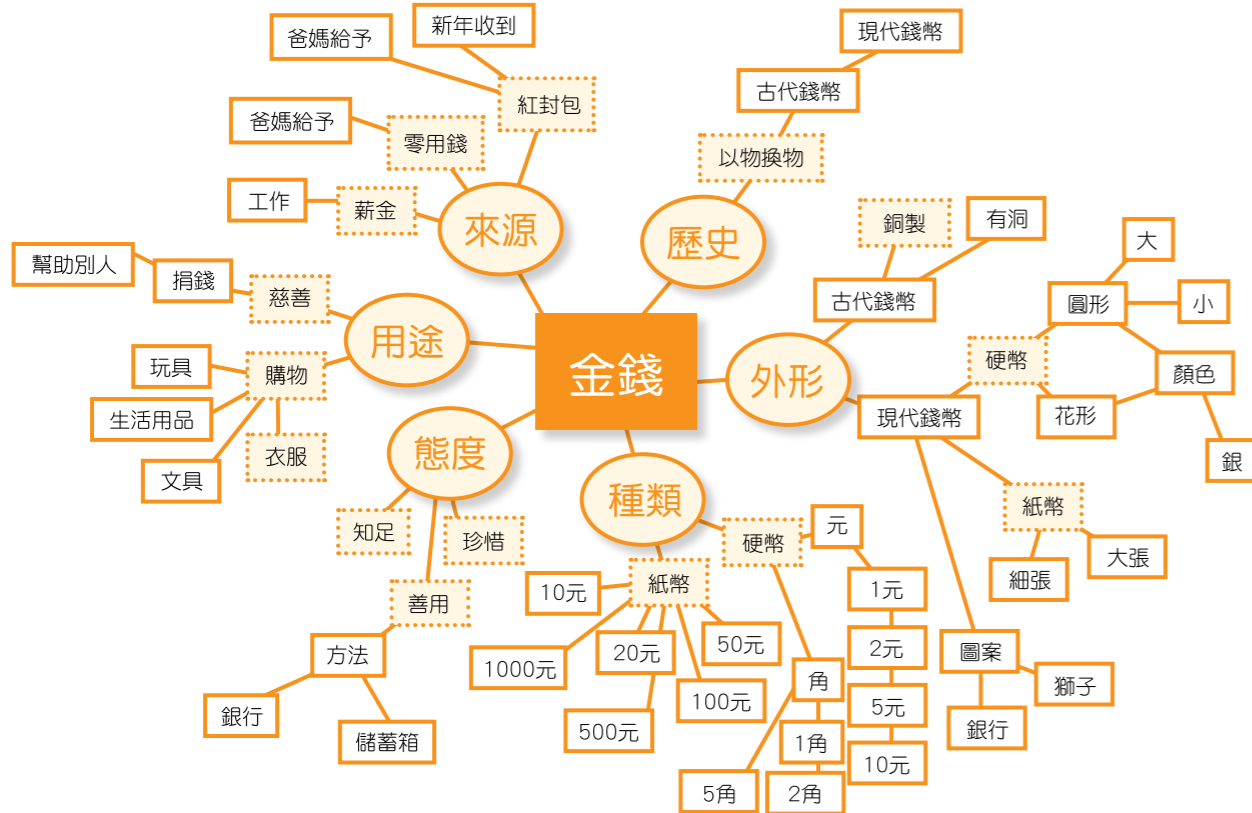 金錢
來源
紅封包
爸媽給予
新年收到
零用錢
爸媽給予
薪金
工作
歷史
以物換物
古代錢幣
現代錢幣
外形
古代錢幣
銅製
有洞
現代錢幣
硬幣
圓形
大
小
顏色
銀
花形
紙幣
細張
大張
圖案
獅子
銀行
種類
硬幣
元
1元
2元
5元
10元
角
1角
2角
5角
紙幣
10元
1000元
20元
500元
100元
50元
態度
知足
珍惜
善用
方法
銀行
儲蓄箱
用途
慈善
捐錢
幫助別人
購物
玩具
生活用品
文具
衣服